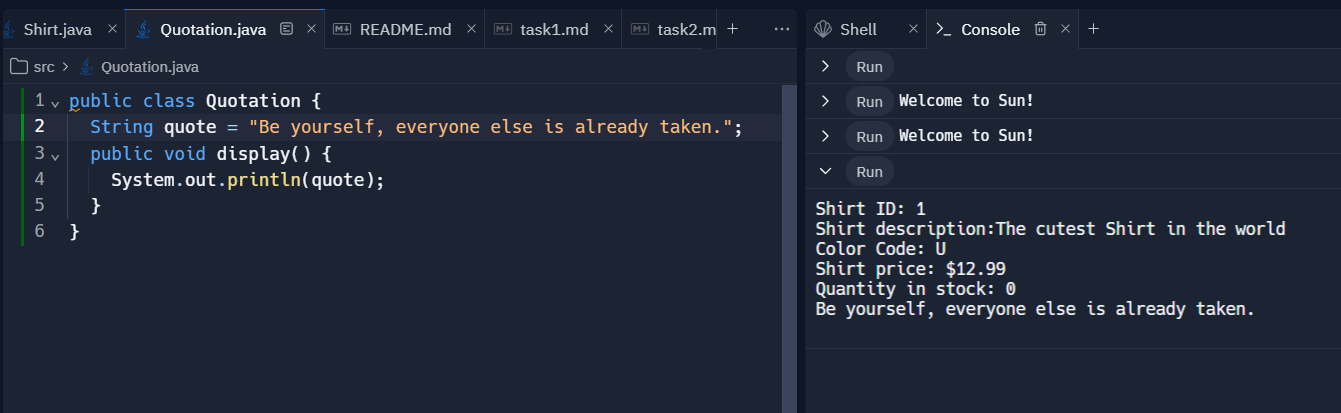 Shirt.java
Quotation.java
README.md
task1.md
task2.m
src > Quotation.java
1 public class Quotation {
2 String quote = "Be yourself, everyone else is already taken.";
3 public void display() {
4 System.out.println(quote);
5 }
6 }
Shell
Console
Run
Run Welcome to Sun!
Run Welcome to Sun!
Run
Shirt ID: 1
Shirt description:The cutest Shirt in the world
Color Code: U
Shirt price: $12.99
Quantity in stock: 0
Be yourself, everyone else is already taken.